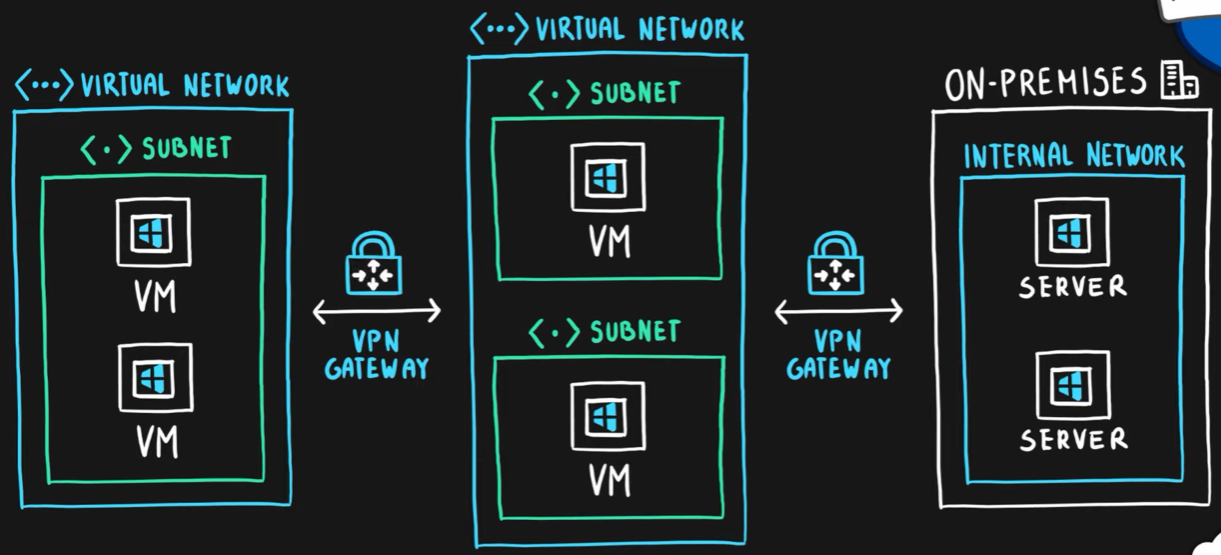 <···> VIRTUAL NETWORK
<·> SUBNET
VM
VM
VPN
GATEWAY
<···> VIRTUAL NETWORK
<·> SUBNET
VM
<·> SUBNET
VM
VPN
GATEWAY
ON-PREMISES
INTERNAL NETWORK
SERVER
SERVER